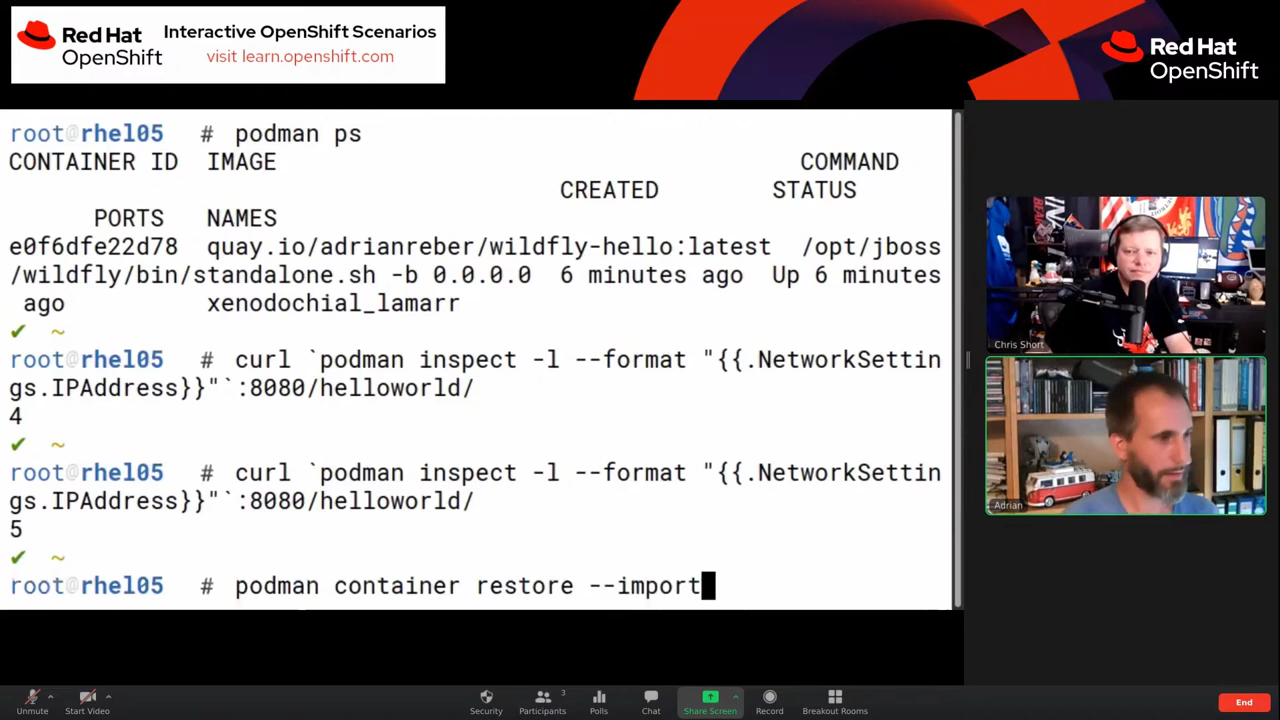 Red Hat
OpenShift
Interactive OpenShift Scenarios
visit learn.openshift.com
Red Hat
OpenShift
root@rhel05 # podman ps
CONTAINER ID IMAGE COMMAND
CREATED STATUS
PORTS NAMES
e0f6dfe22d78 quay.io/adrianreber/wildfly-hello:latest /opt/jboss
/wildfly/bin/standalone.sh -b 0.0.0.0 6 minutes ago Up 6 minutes
ago xenodochial_lamarr
✔ ~
root@rhel05 # curl `podman inspect -l --format "{{.NetworkSettin
gs.IPAddress}}"`:8080/helloworld/
4
✔ ~
root@rhel05 # curl `podman inspect -l --format "{{.NetworkSettin
gs.IPAddress}}"`:8080/helloworld/
5
✔ ~
root@rhel05 # podman container restore --import
Chris Short
Adrian
Unmute
Start Video
Security
Participants 3
Polls
Chat
Share Screen
Record
Breakout Rooms
End